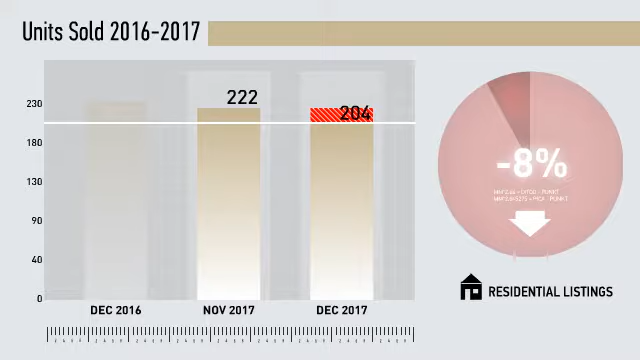 Units Sold 2016-2017
230
180
130
90
40
0
222
204
DEC 2016
NOV 2017
DEC 2017
-8%
RESIDENTIAL LISTINGS